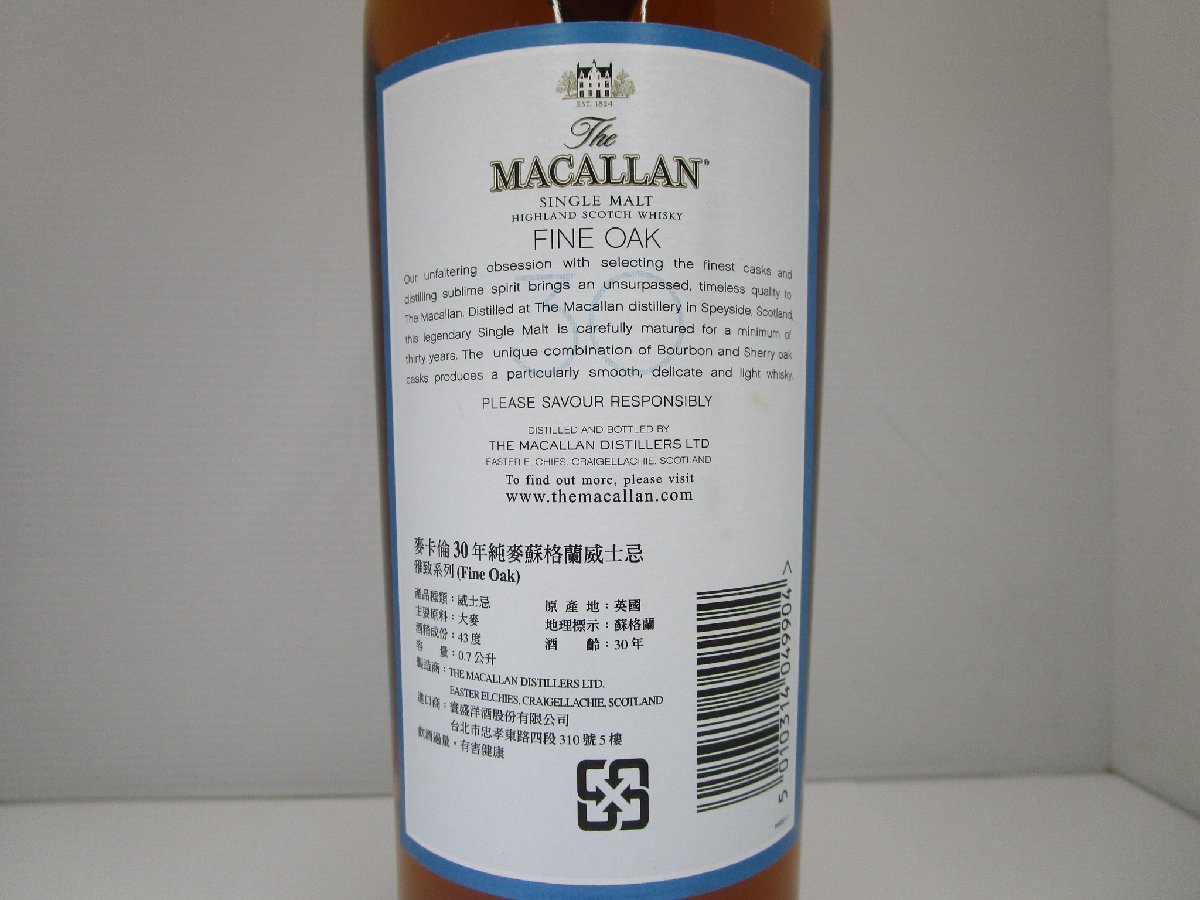 EST. 1824
The
MACALLAN®
SINGLE MALT
HIGHLAND SCOTCH WHISKY
FINE OAK
30
Our unfaltering obsession with selecting the finest casks and
distilling sublime spirit brings an unsurpassed, timeless quality to
The Macallan. Distilled at The Macallan distillery in Speyside, Scotland,
this legendary Single Malt is carefully matured for a minimum of
thirty years. The unique combination of Bourbon and Sherry oak
casks produces a particularly smooth, delicate and light whisky.
PLEASE SAVOUR RESPONSIBLY
DISTILLED AND BOTTLED BY
THE MACALLAN DISTILLERS LTD
EASTER ELCHIES, CRAIGELLACHIE, SCOTLAND
To find out more, please visit
www.themacallan.com
麥卡倫30年純麥蘇格蘭威士忌
雅致系列(Fine Oak)
產品種類：威士忌
主要原料：大麥
酒精成份：43度
容 量：0.7公升
原 產 地：英國
地理標示：蘇格蘭
酒 齡：30年
製造商：THE MACALLAN DISTILLERS LTD.
EASTER ELCHIES, CRAIGELLACHIE, SCOTLAND
進口商：寰盛洋酒股份有限公司
台北市忠孝東路四段310號5樓
飲酒過量，有害健康
5 010314 049904 >